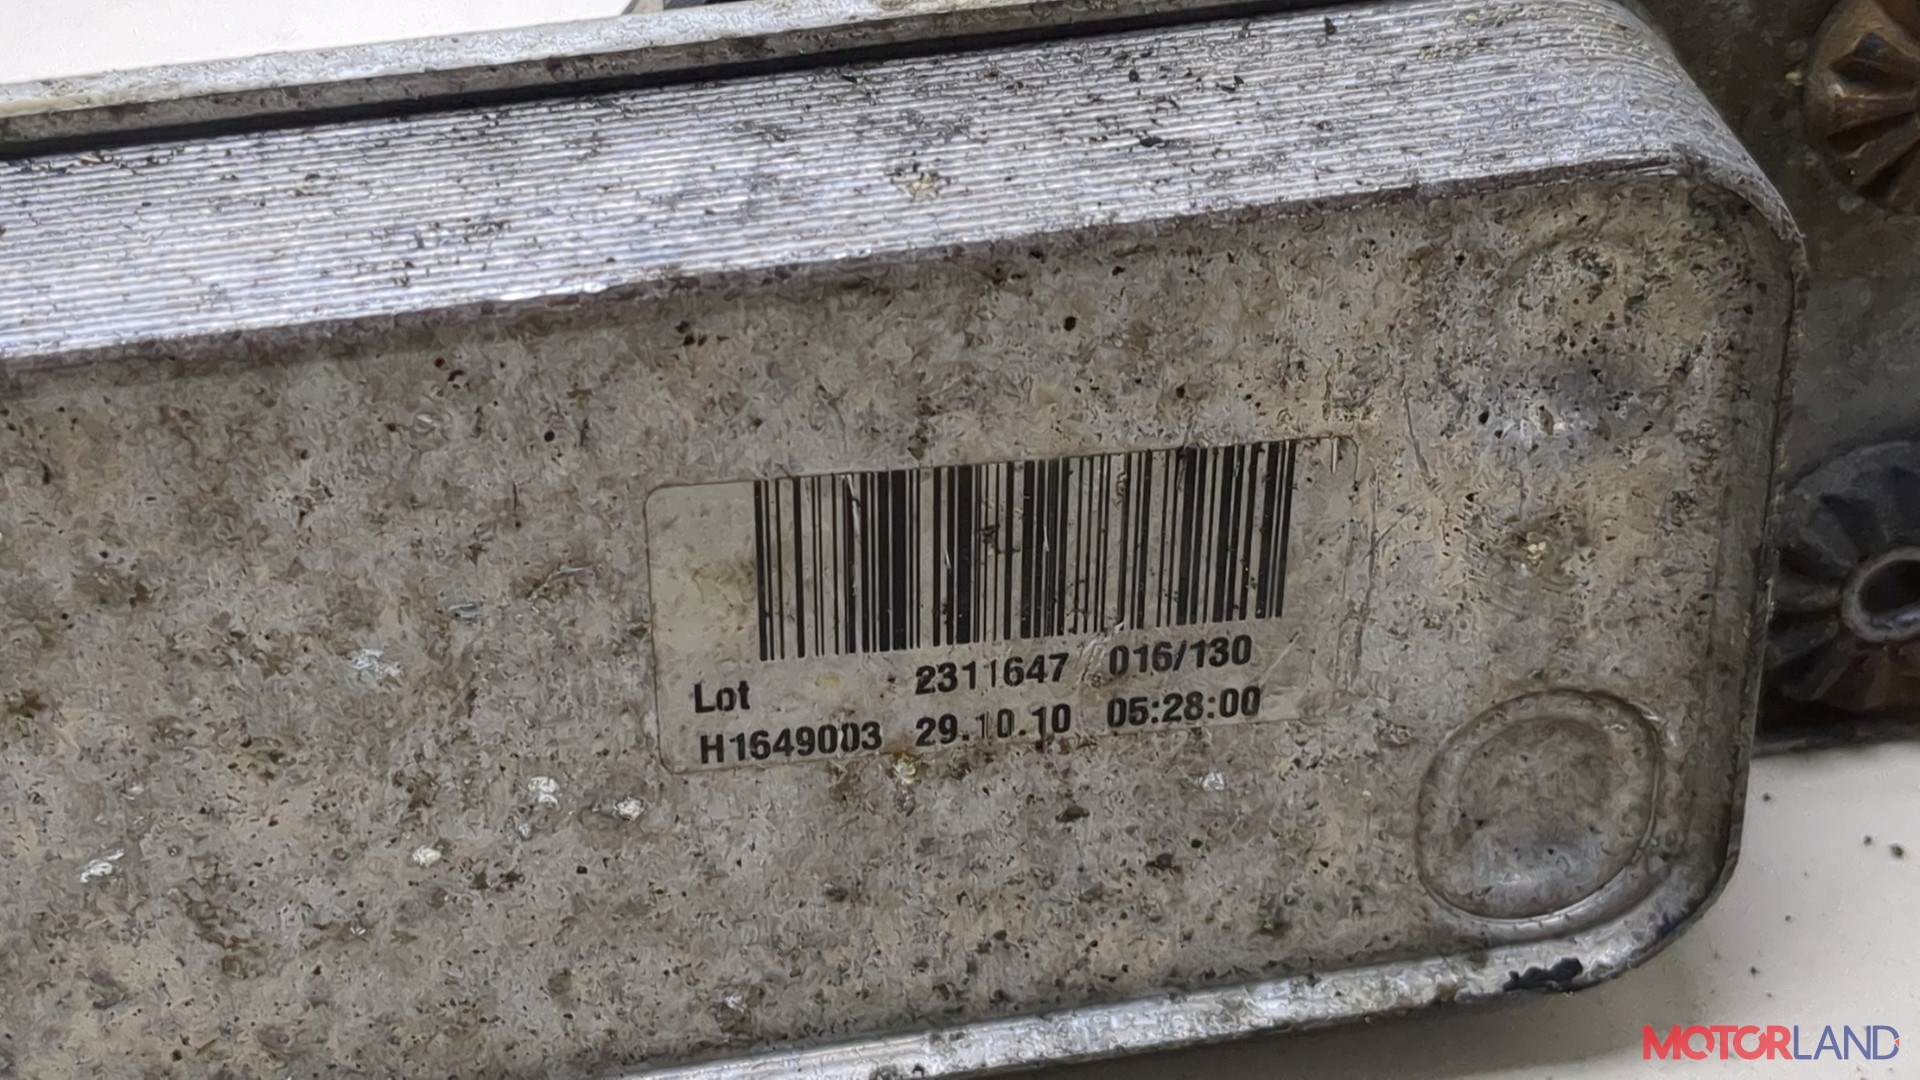 Lot 2311647 016/130
H1649003 29.10.10 05:28:00
MOTORLAND